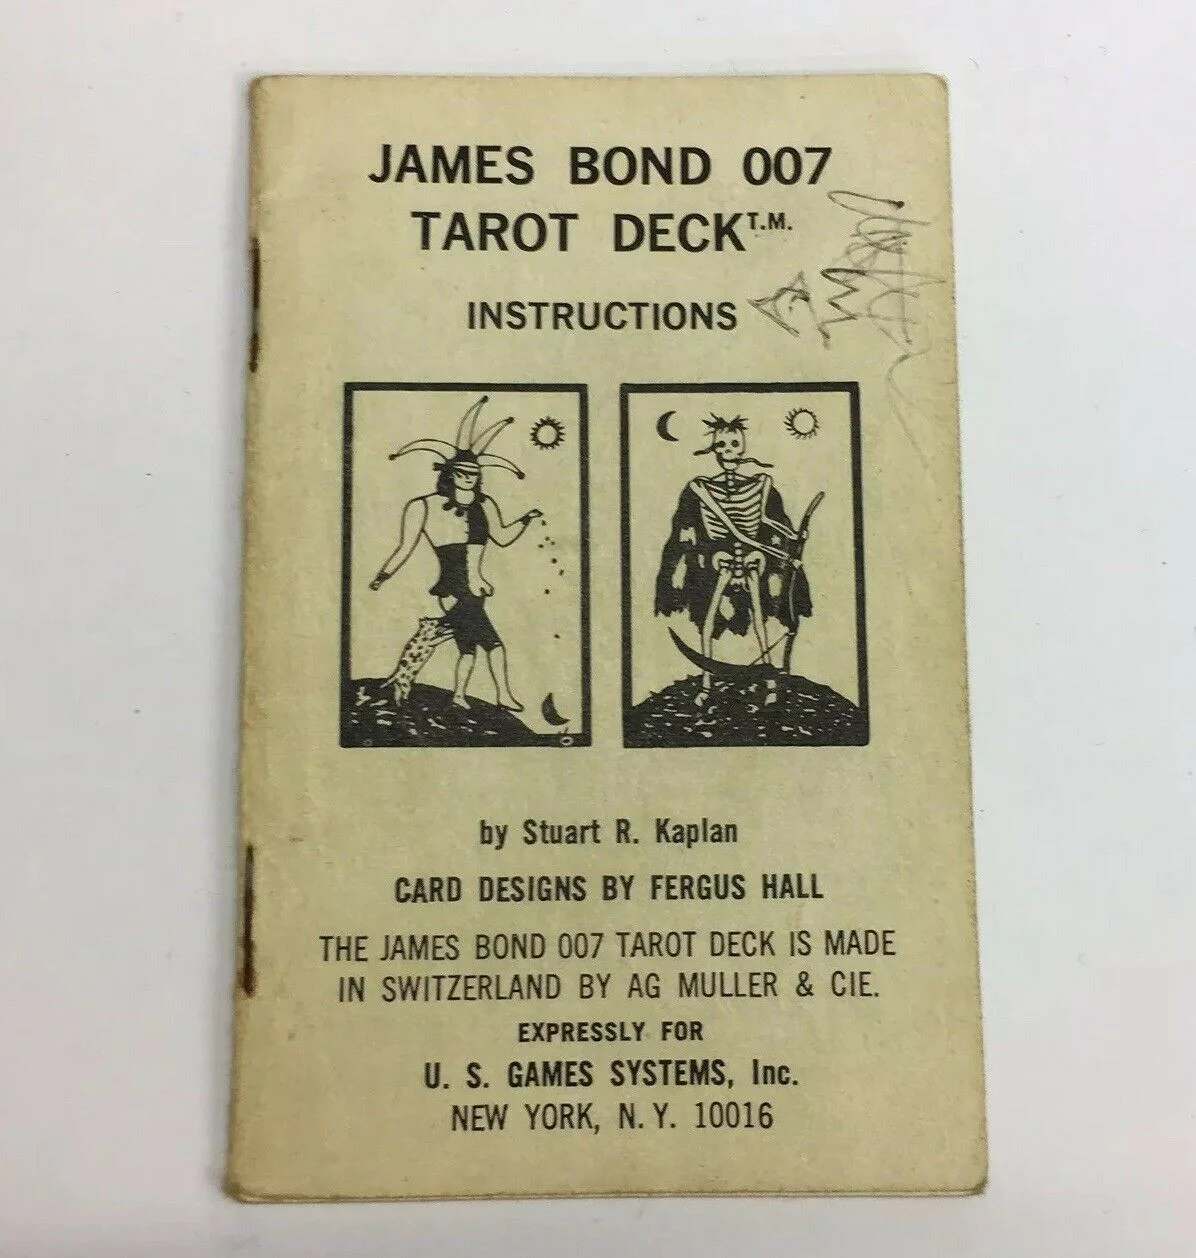 JAMES BOND 007
TAROT DECK T.M.
INSTRUCTIONS
by Stuart R. Kaplan
CARD DESIGNS BY FERGUS HALL
THE JAMES BOND 007 TAROT DECK IS MADE
IN SWITZERLAND BY AG MULLER & CIE.
EXPRESSLY FOR
U. S. GAMES SYSTEMS, Inc.
NEW YORK, N. Y. 10016